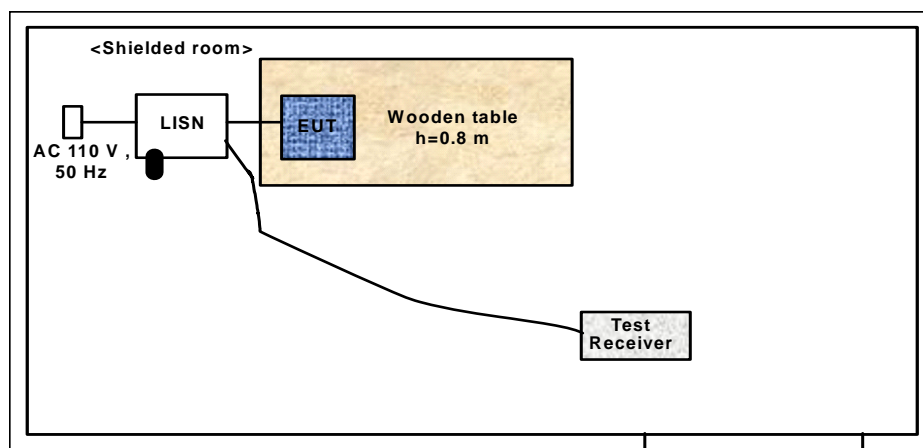 <Shielded room>
LISN
EUT
Wooden table
h=0.8 m
AC 110 V ,
50 Hz
Test
Receiver